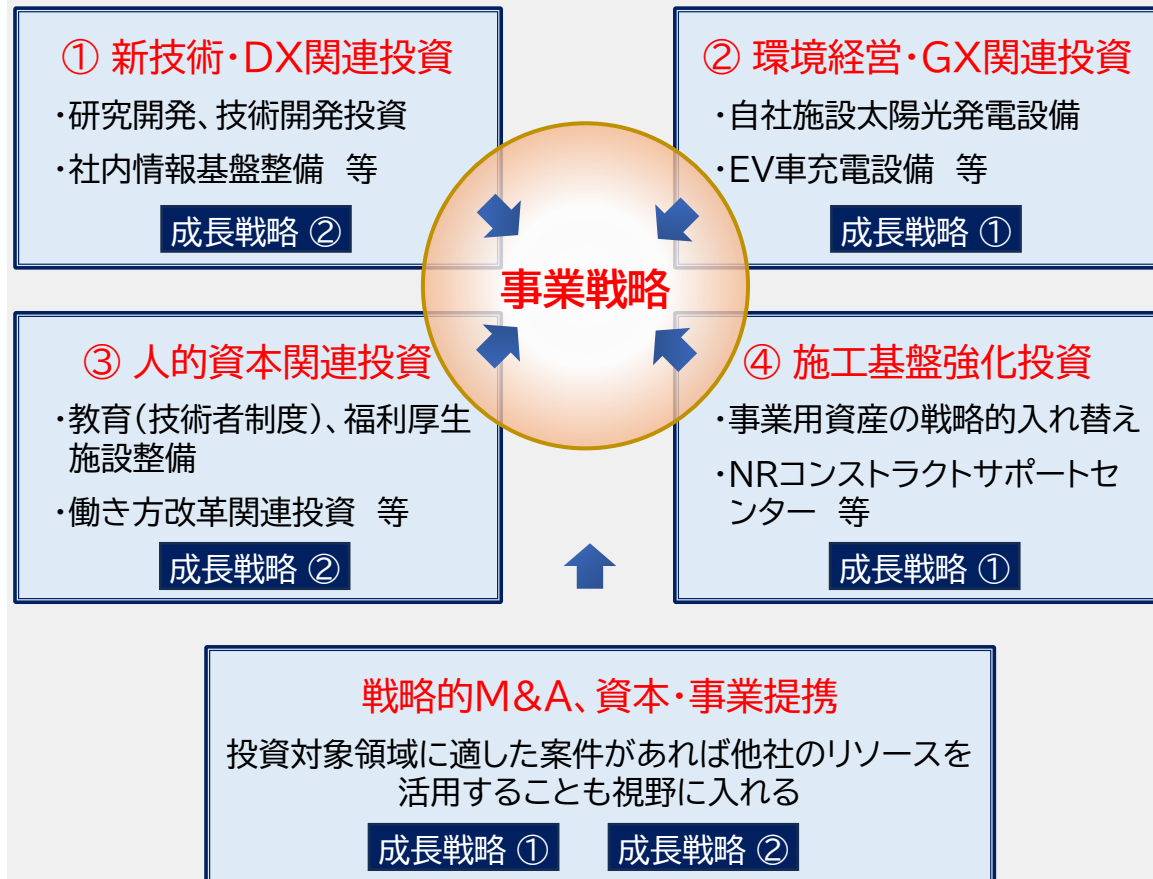 ① 新技術・DX関連投資
・研究開発、技術開発投資
・社内情報基盤整備　等
成長戦略 ②
② 環境経営・GX関連投資
・自社施設太陽光発電設備
・EV車充電設備　等
成長戦略 ①
事業戦略
③ 人的資本関連投資
・教育(技術者制度)、福利厚生
施設整備
・働き方改革関連投資　等
成長戦略 ②
④ 施工基盤強化投資
・事業用資産の戦略的入れ替え
・NRコンストラクトサポートセ
ンター　等
成長戦略 ①
戦略的M&A、資本・事業提携
投資対象領域に適した案件があれば他社のリソースを
活用することも視野に入れる
成長戦略 ①
成長戦略 ②